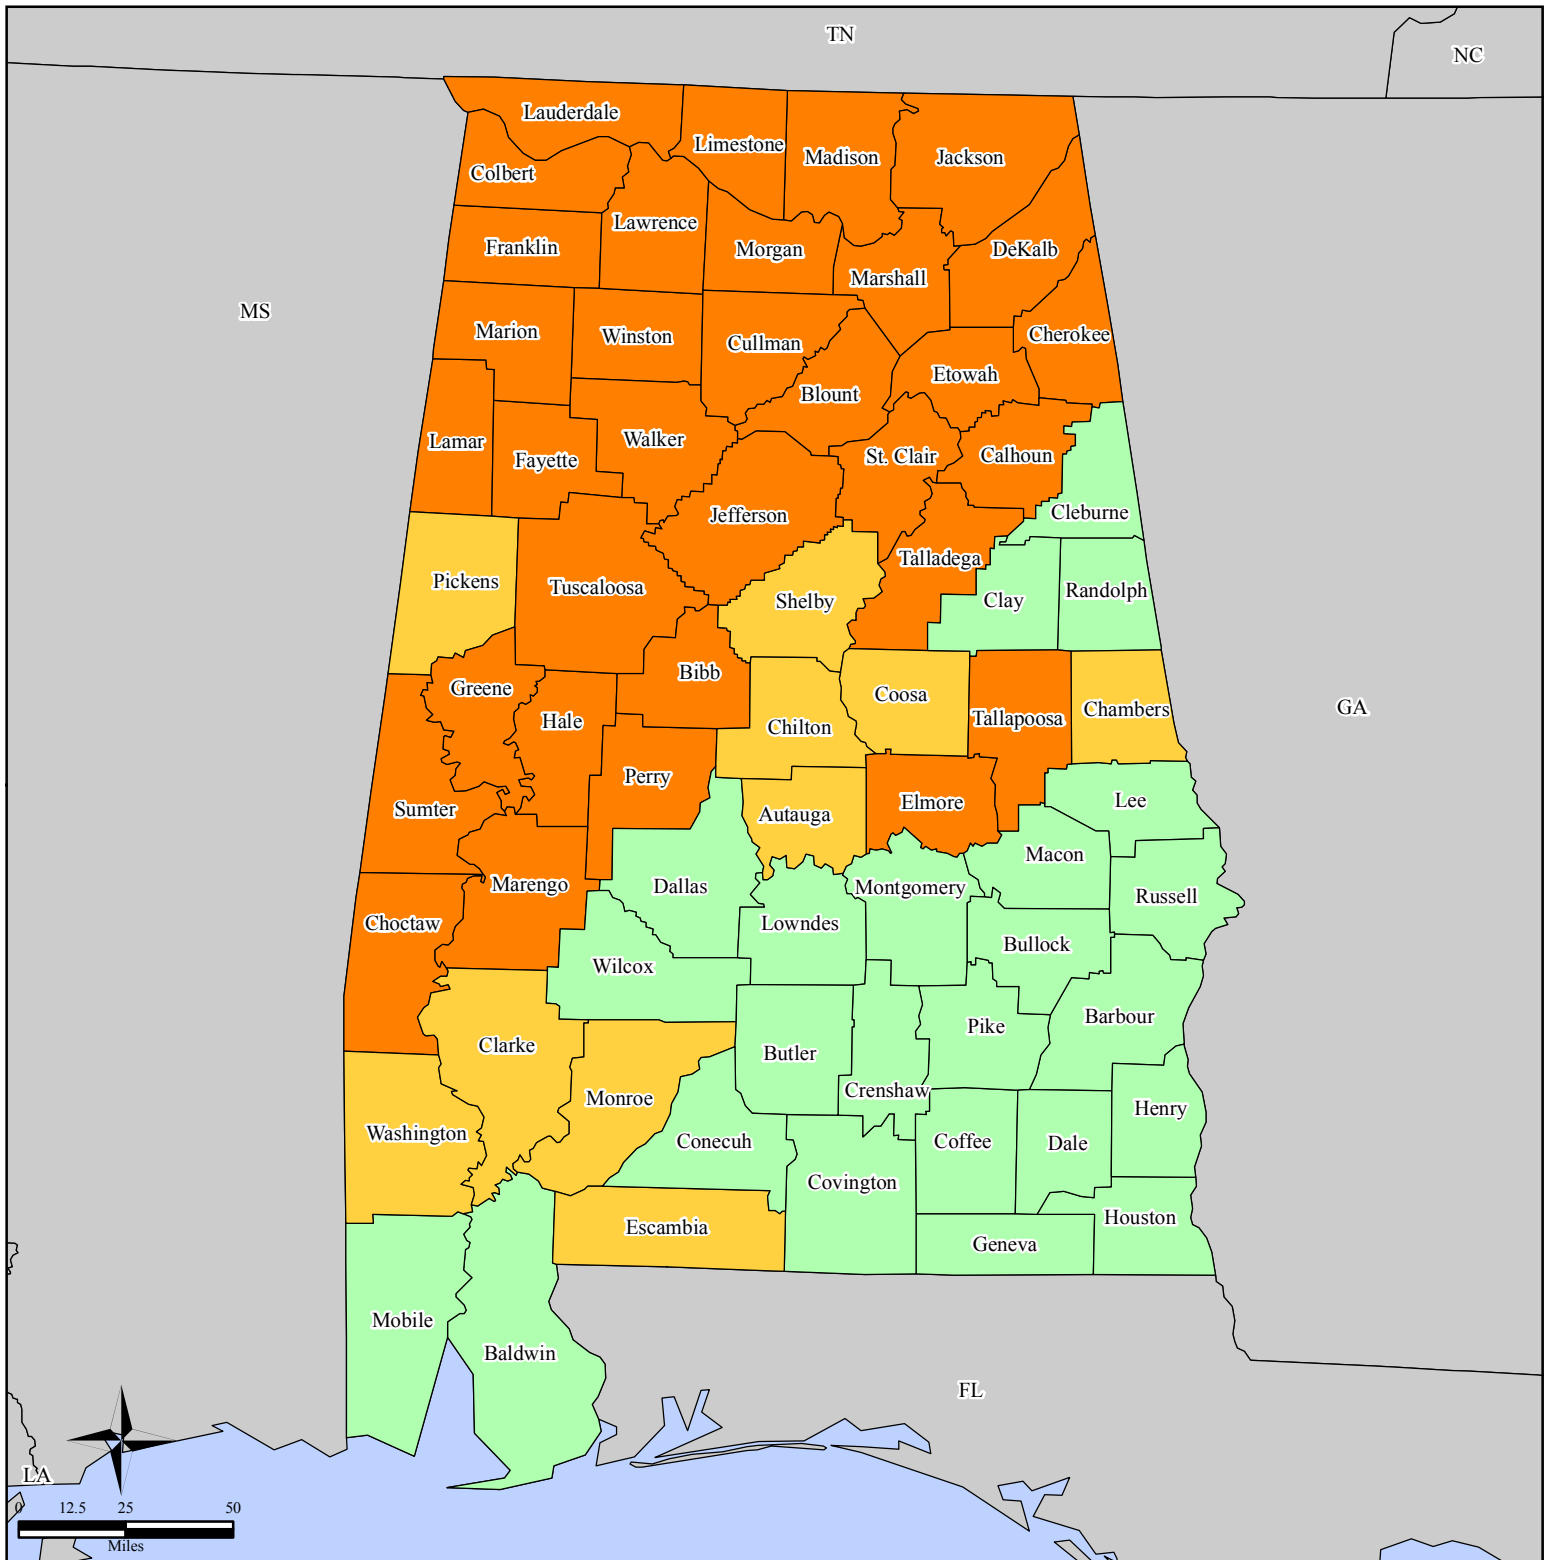 TN
NC
Lauderdale
Limestone
Madison
Jackson
Colbert
Lawrence
Franklin
Morgan
DeKalb
Marshall
MS
Marion
Winston
Cullman
Cherokee
Etowah
Blount
Lamar
Walker
Fayette
St. Clair
Calhoun
Jefferson
Cleburne
Talladega
Pickens
Tuscaloosa
Shelby
Clay
Randolph
Bibb
Greene
Coosa
Hale
Chilton
Tallapoosa
Chambers
GA
Perry
Sumter
Autauga
Elmore
Lee
Macon
Marengo
Dallas
Montgomery
Russell
Choctaw
Lowndes
Bullock
Wilcox
Clarke
Pike
Barbour
Butler
Monroe
Crenshaw
Henry
Washington
Conecuh
Coffee
Dale
Covington
Escambia
Houston
Geneva
Mobile
Baldwin
FL
LA
0 12.5 25 50
Miles